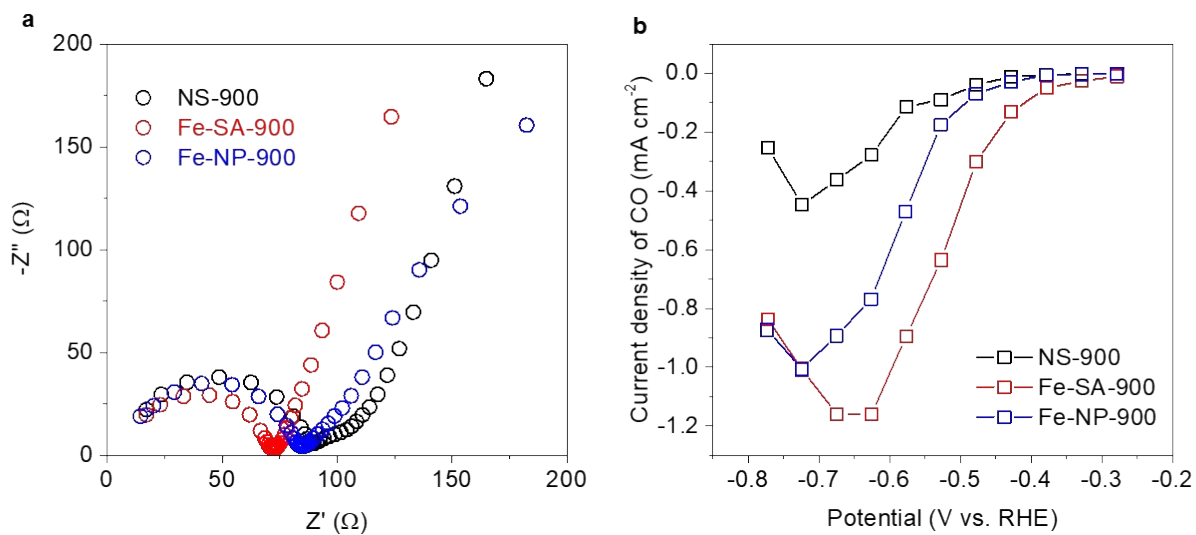 a
200
150
100
50
0
-Z'' (Ω)
NS-900
Fe-SA-900
Fe-NP-900
0 50 100 150 200
Z' (Ω)
b
0.0
-0.2
-0.4
-0.6
-0.8
-1.0
-1.2
Current density of CO (mA cm⁻²)
NS-900
Fe-SA-900
Fe-NP-900
-0.8 -0.7 -0.6 -0.5 -0.4 -0.3 -0.2
Potential (V vs. RHE)